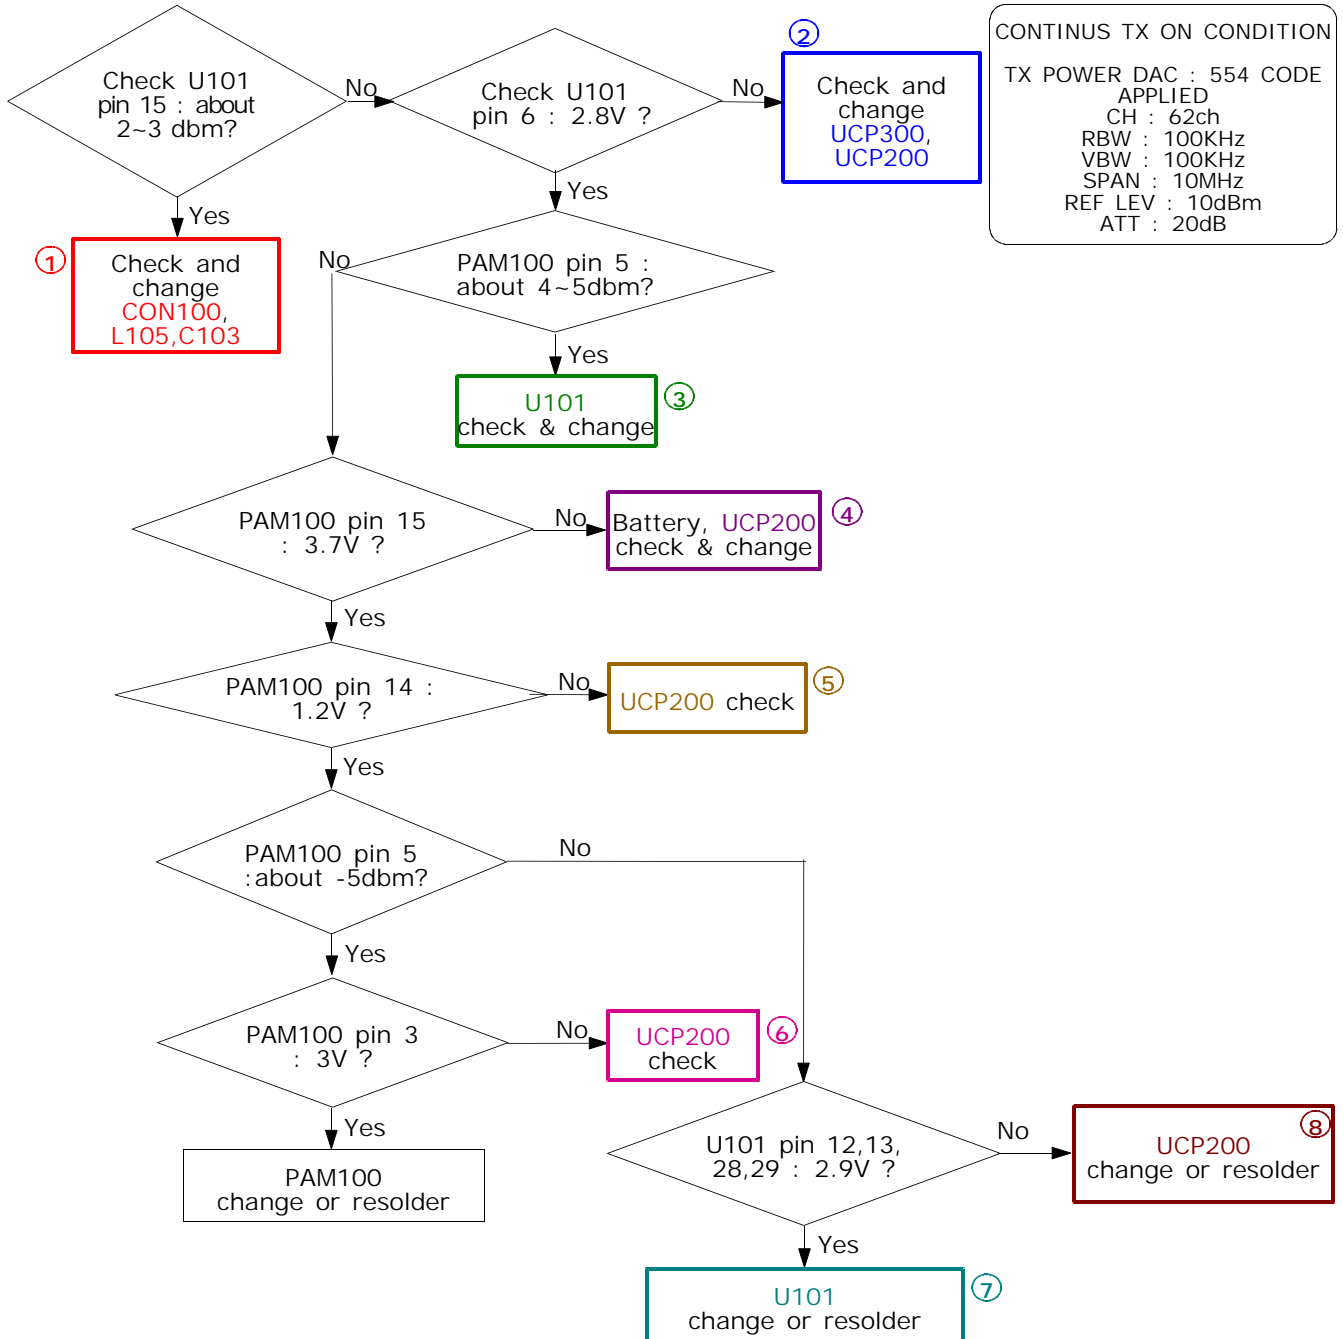 Check U101
pin 15 : about
2~3 dbm?
No
Check U101
pin 6 : 2.8V ?
No
②
Check and
change
UCP300,
UCP200
CONTINUS TX ON CONDITION
TX POWER DAC : 554 CODE
APPLIED
CH : 62ch
RBW : 100KHz
VBW : 100KHz
SPAN : 10MHz
REF LEV : 10dBm
ATT : 20dB
Yes
Yes
①
Check and
change
CON100,
L105,C103
No
PAM100 pin 5 :
about 4~5dbm?
Yes
U101
check & change
③
PAM100 pin 15
: 3.7V ?
No
Battery, UCP200
check & change
④
Yes
PAM100 pin 14 :
1.2V ?
No
UCP200 check
⑤
Yes
PAM100 pin 5
:about -5dbm?
No
Yes
PAM100 pin 3
: 3V ?
No
UCP200
check
⑥
Yes
PAM100
change or resolder
U101 pin 12,13,
28,29 : 2.9V ?
No
UCP200
change or resolder
⑧
Yes
U101
change or resolder
⑦